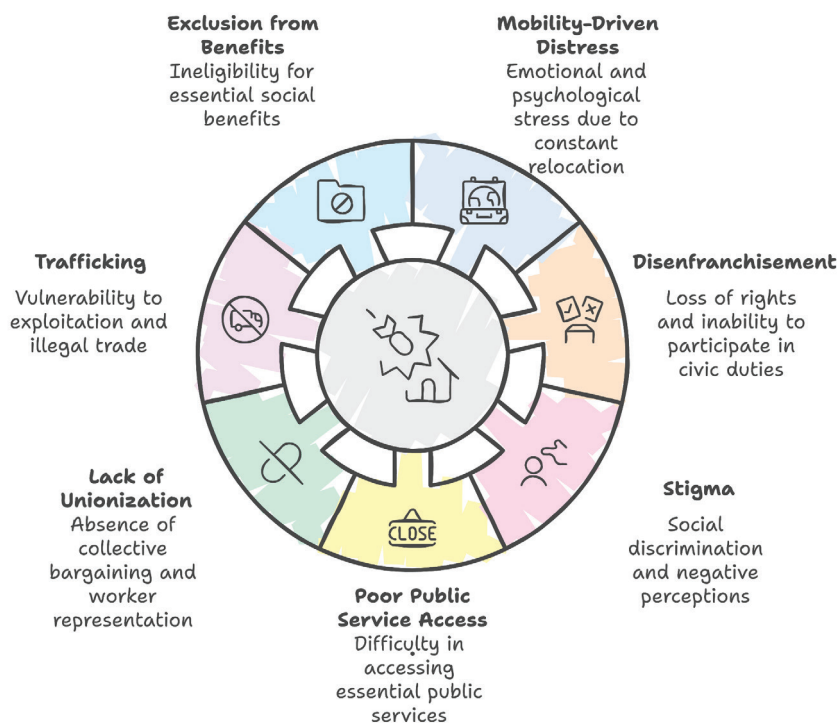 Exclusion from
Benefits
Ineligibility for
essential social
benefits
Mobility-Driven
Distress
Emotional and
psychological
stress due to
constant
relocation
Trafficking
Vulnerability to
exploitation and
illegal trade
Disenfranchisement
Loss of rights
and inability to
participate in
civic duties
Lack of
Unionization
Absence of
collective
bargaining and
worker
representation
Stigma
Social
discrimination
and negative
perceptions
CLOSE
Poor Public
Service Access
Difficulty in
accessing
essential public
services